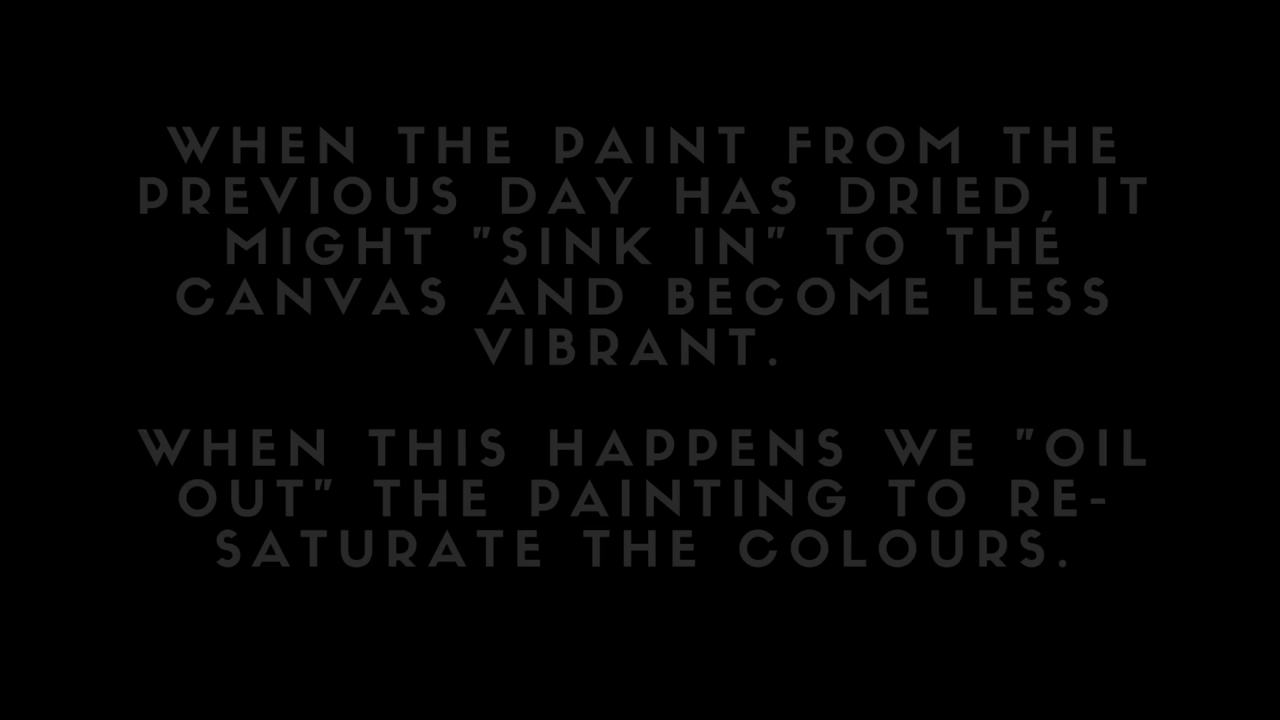 WHEN THE PAINT FROM THE
PREVIOUS DAY HAS DRIED, IT
MIGHT "SINK IN" TO THE
CANVAS AND BECOME LESS
VIBRANT.
WHEN THIS HAPPENS WE "OIL
OUT" THE PAINTING TO RE-
SATURATE THE COLOURS.